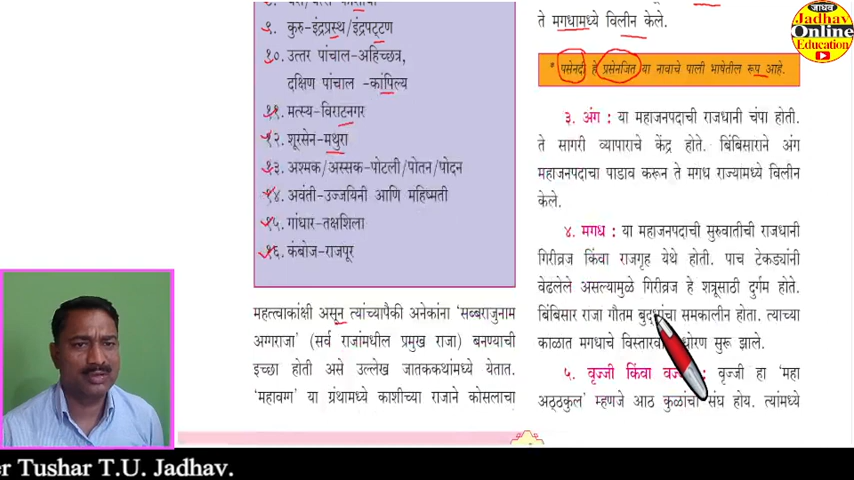 ९. कुरु-इंद्रप्रस्थ/इंद्रपट्टण
१०. उत्तर पांचाल-अहिच्छत्र,
दक्षिण पांचाल -कांपिल्य
११. मत्स्य-विराटनगर
१२. शूरसेन-मथुरा
१३. अश्मक/अस्सक-पोटली/पोतन/पोदन
१४. अवंती-उज्जयिनी आणि महिष्मती
१५. गांधार-तक्षशिला
१६. कंबोज-राजपूर
महत्वाकांक्षी असून त्यांच्यापैकी अनेकांना 'सब्बराजुनाम
अग्गराजा' (सर्व राजांमधील प्रमुख राजा) बनण्याची
इच्छा होती असे उल्लेख जातककथांमध्ये येतात.
'महावग्ग' या ग्रंथामध्ये काशीच्या राजाने कोसलाचा
ते मगधामध्ये विलीन केले.
* पसेनदी हे प्रसेनजित या नावाचे पाली भाषेतील रूप आहे.
३. अंग : या महाजनपदाची राजधानी चंपा होती.
ते सागरी व्यापाराचे केंद्र होते. बिंबिसाराने अंग
महाजनपदाचा पाडाव करून ते मगध राज्यामध्ये विलीन
केले.
४. मगध : या महाजनपदाची सुरुवातीची राजधानी
गिरीव्रज किंवा राजगृह येथे होती. पाच टेकड्यांनी
वेढलेले असल्यामुळे गिरीव्रज हे शत्रूसाठी दुर्गम होते.
बिंबिसार राजा गौतम बुद्धांचा समकालीन होता. त्याच्या
काळात मगधाचे सुरू झाले.
५. वृज्जी किंवा : वृज्जी हा 'महा
अठ्ठकुल' म्हणजे आठ कुळांचा संघ होय. त्यांमध्ये
जाधव
Jadhav
Online
Education
er Tushar T.U. Jadhav.